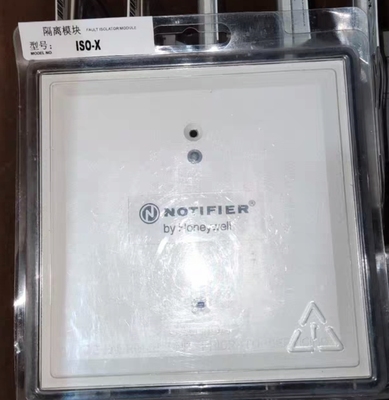 隔离模块 FAULT ISOLATOR MODULE
型号: ISO-X
MODEL NO.
N NOTIFIER®
by Honeywell